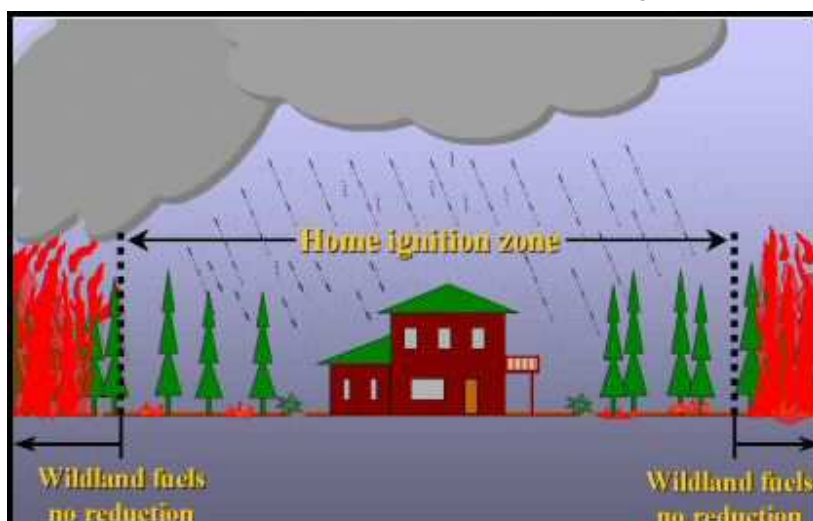 Home ignition zone
Wildland fuels
no reduction
Wildland fuels
no reduction